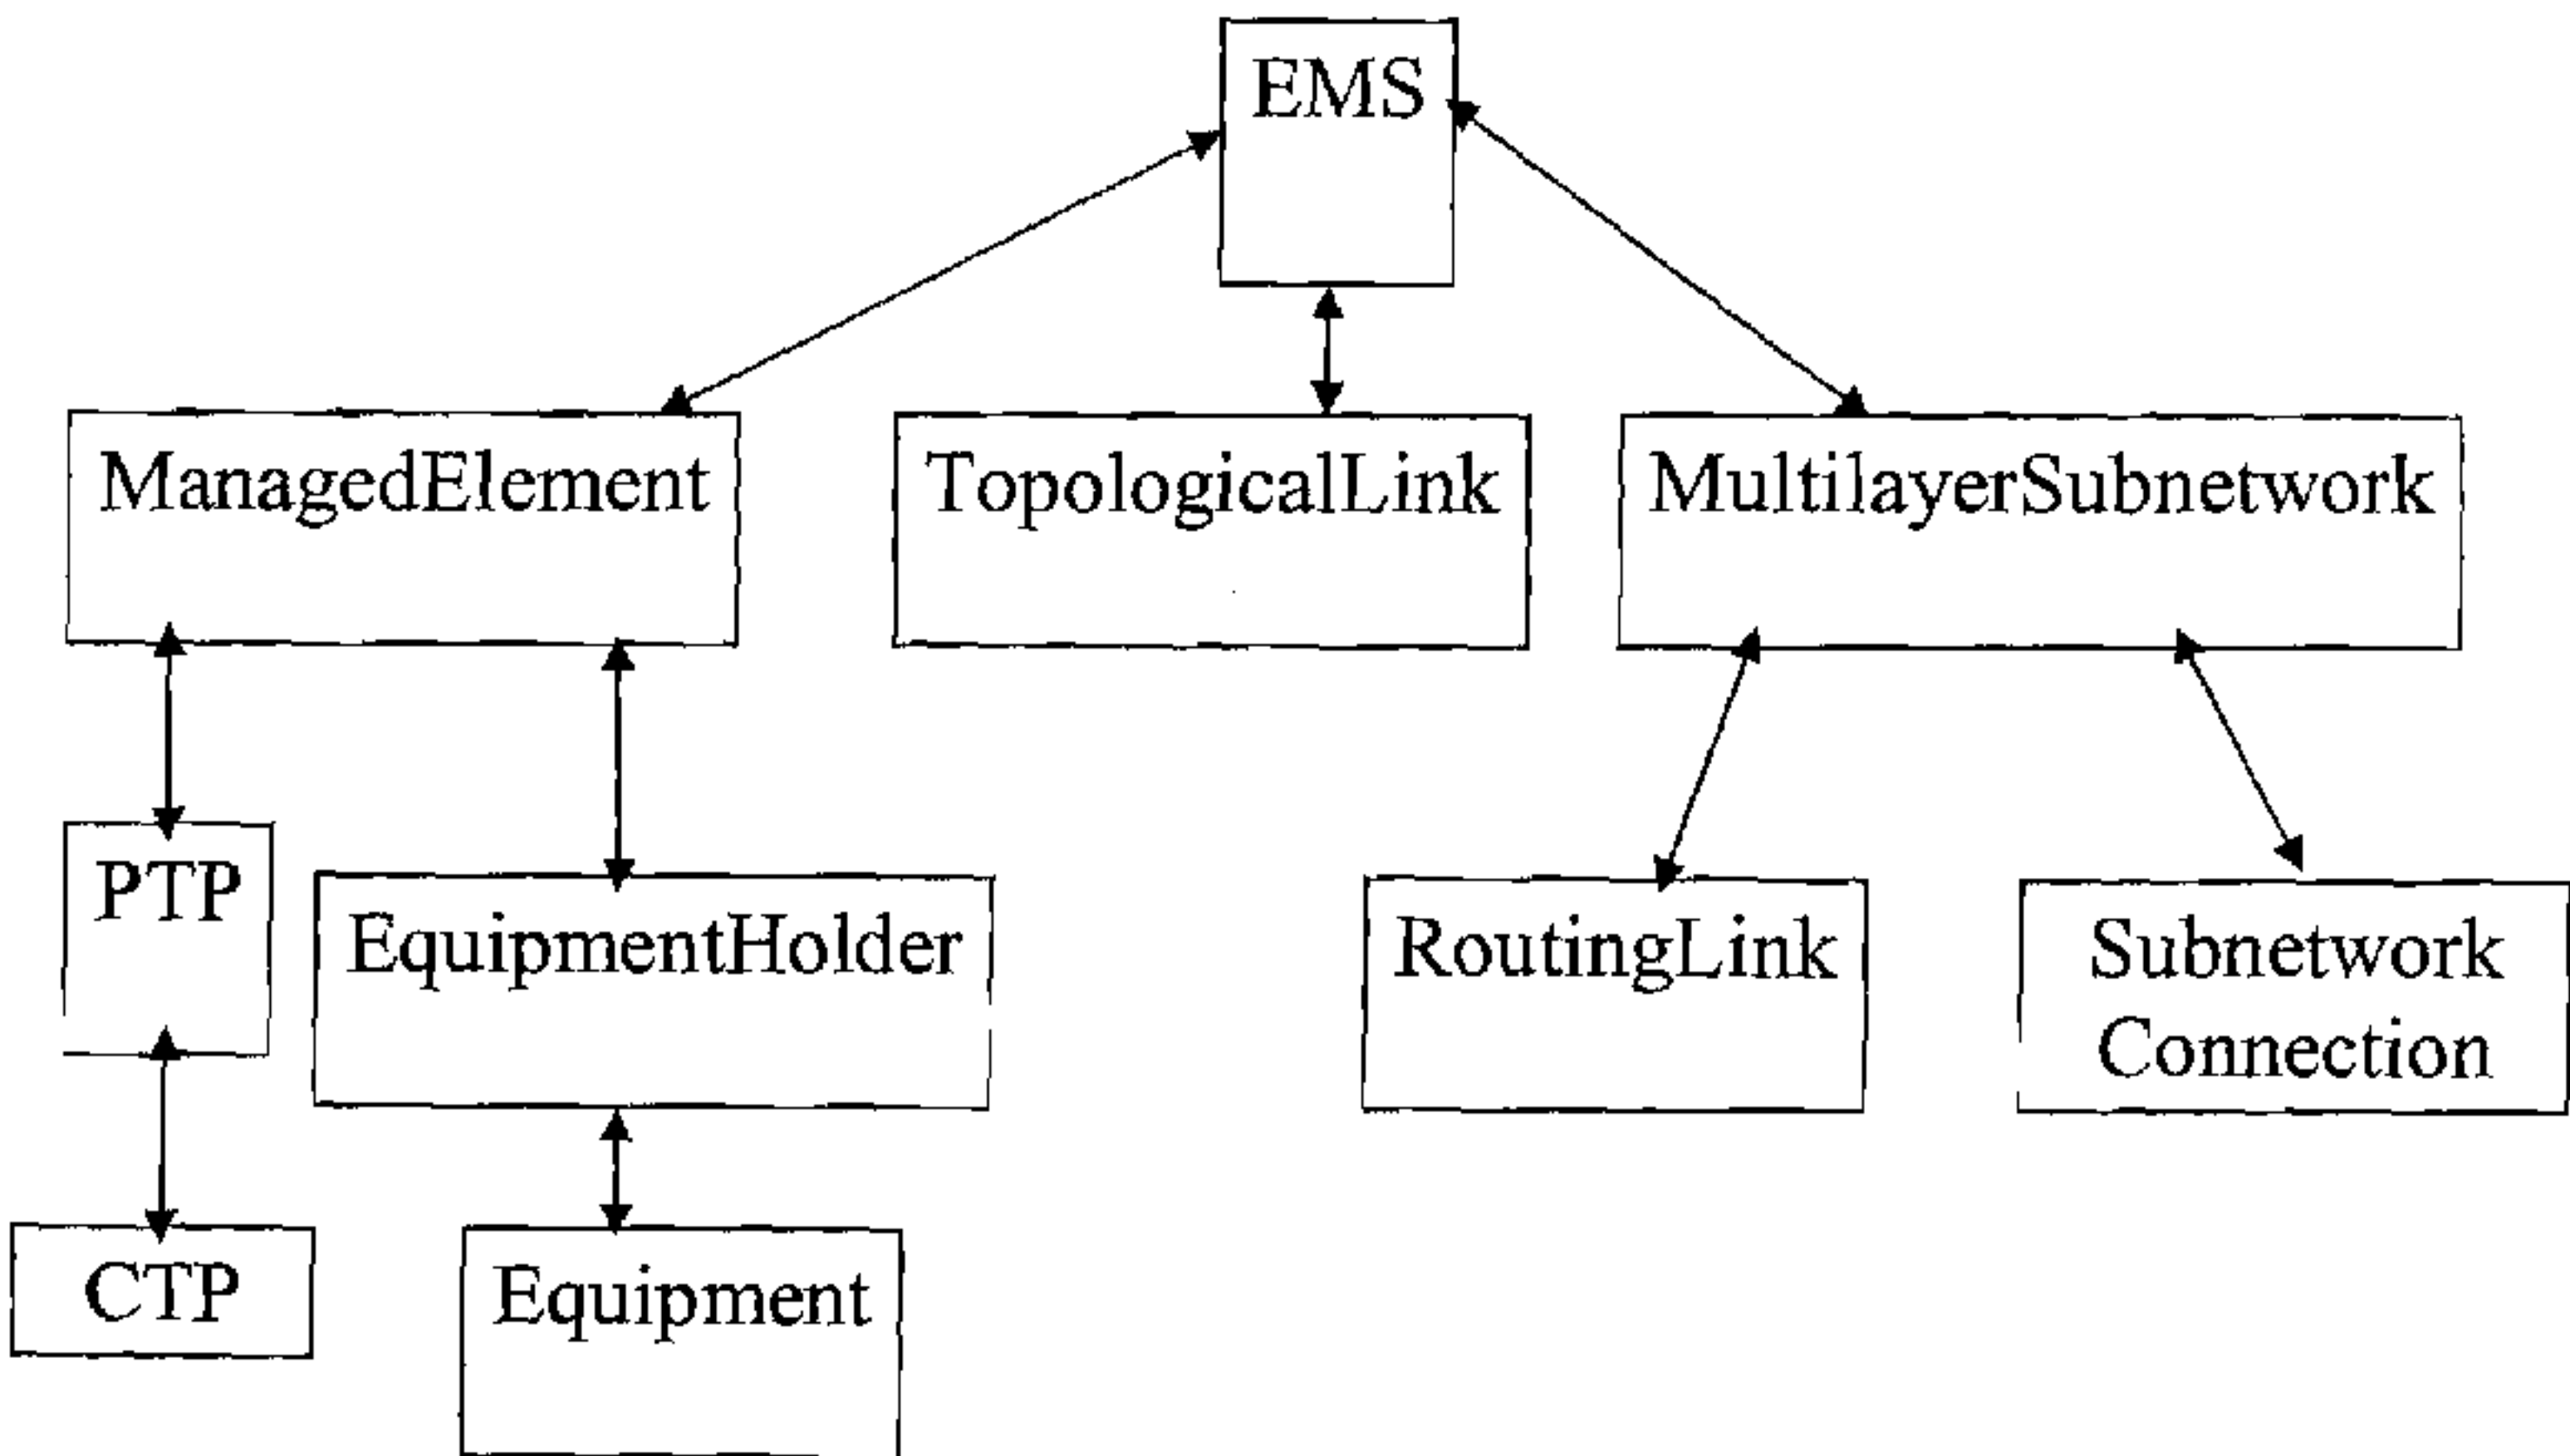 EMS
ManagedElement
TopologicalLink
MultilayerSubnetwork
PTP
EquipmentHolder
RoutingLink
Subnetwork
Connection
CTP
Equipment